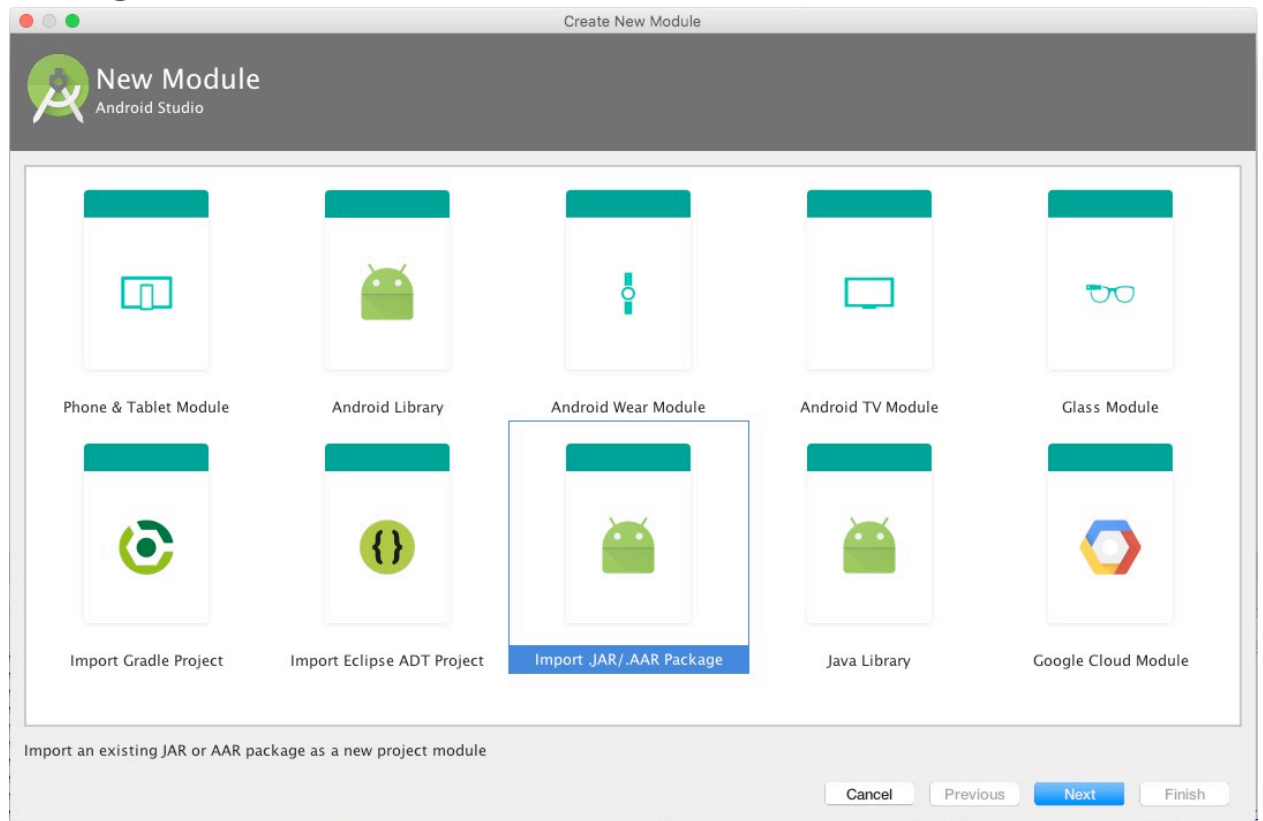 Create New Module
New Module
Android Studio
Phone & Tablet Module
Android Library
Android Wear Module
Android TV Module
Glass Module
Import Gradle Project
Import Eclipse ADT Project
Import .JAR/.AAR Package
Java Library
Google Cloud Module
Import an existing JAR or AAR package as a new project module
Cancel
Previous
Next
Finish